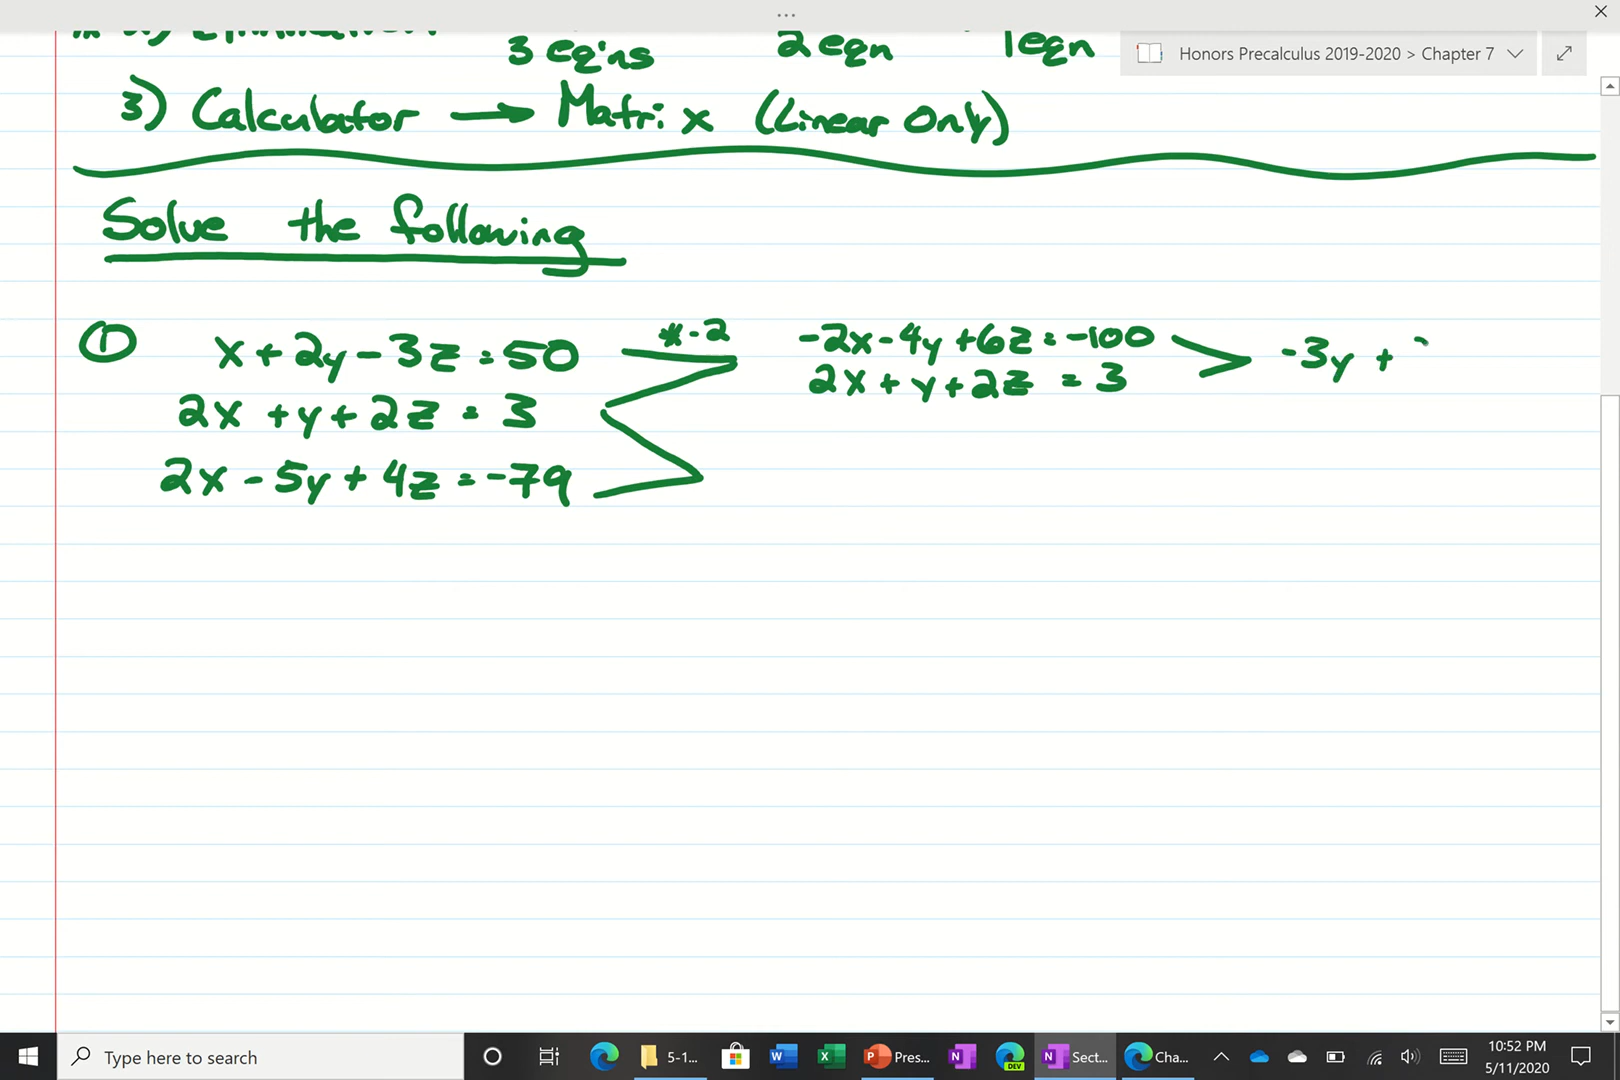 3 eq'ns 2 eqn 1 eqn
Honors Precalculus 2019-2020 > Chapter 7
3) Calculator → Matrix (Linear Only)
Solve the following
① x + 2y - 3z = 50 * -2 -2x - 4y + 6z = -100 > -3y +
2x + y + 2z = 3
2x + y + 2z = 3
2x - 5y + 4z = -79
Type here to search
5-1...
Pres...
DEV
Sect...
Cha...
10:52 PM
5/11/2020